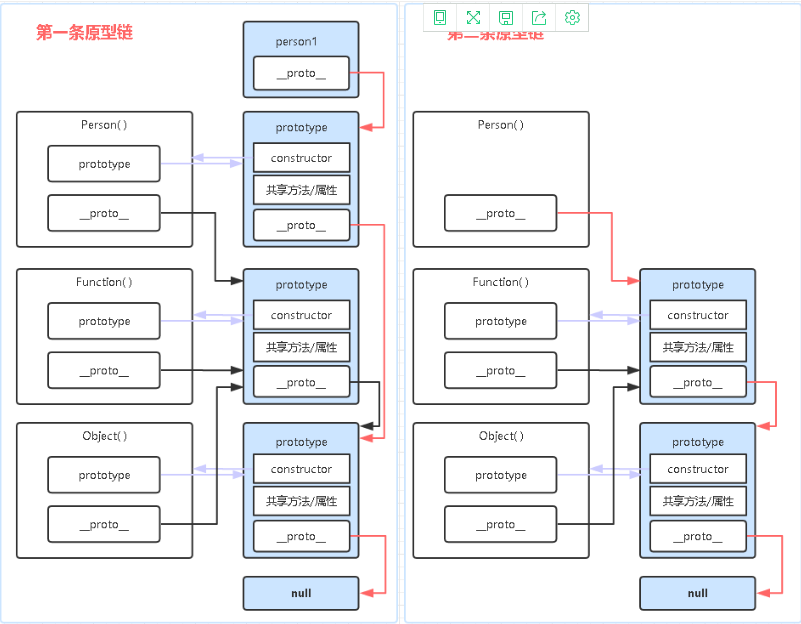 第一条原型链
person1
__proto__
Person( )
prototype
__proto__
prototype
constructor
共享方法/属性
__proto__
Function( )
prototype
__proto__
prototype
constructor
共享方法/属性
__proto__
Object( )
prototype
__proto__
prototype
constructor
共享方法/属性
__proto__
null
第二条原型链
Person( )
__proto__
Function( )
prototype
__proto__
prototype
constructor
共享方法/属性
__proto__
Object( )
prototype
__proto__
prototype
constructor
共享方法/属性
__proto__
null